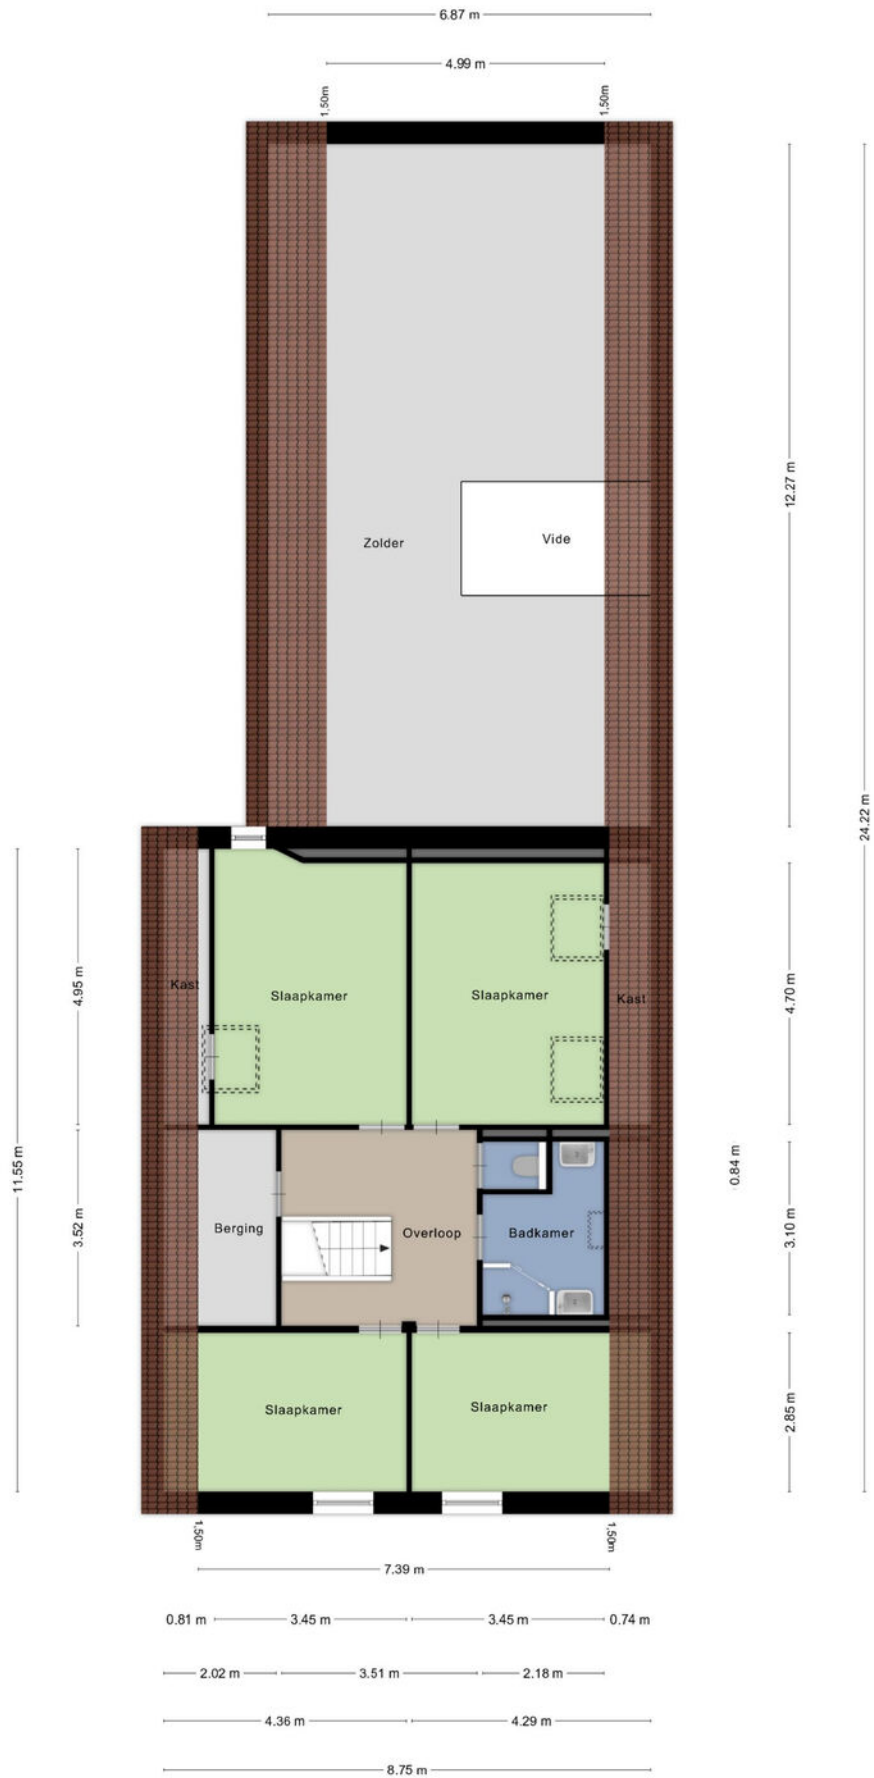 6.87 m
4.99 m
1.50m
1.50m
12.27 m
24.22 m
Zolder
Vide
4.95 m
4.70 m
Kast
Slaapkamer
Slaapkamer
Kast
11.55 m
3.52 m
0.84 m
3.10 m
Berging
Overloop
Badkamer
Slaapkamer
Slaapkamer
2.85 m
1.50m
1.50m
7.39 m
0.81 m
3.45 m
3.45 m
0.74 m
2.02 m
3.51 m
2.18 m
4.36 m
4.29 m
8.75 m